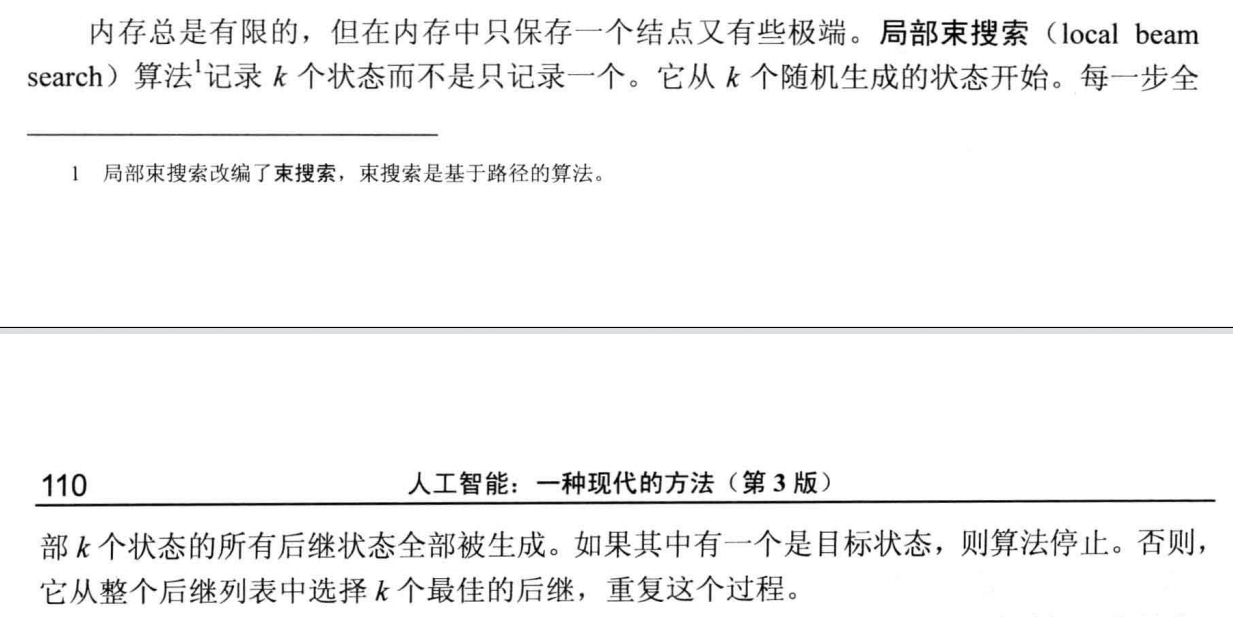 内存总是有限的，但在内存中只保存一个结点又有些极端。局部束搜索（local beam
search）算法¹记录 k 个状态而不是只记录一个。它从 k 个随机生成的状态开始。每一步全
1 局部束搜索改编了束搜索，束搜索是基于路径的算法。
110 人工智能：一种现代的方法（第 3 版）
部 k 个状态的所有后继状态全部被生成。如果其中有一个是目标状态，则算法停止。否则，
它从整个后继列表中选择 k 个最佳的后继，重复这个过程。